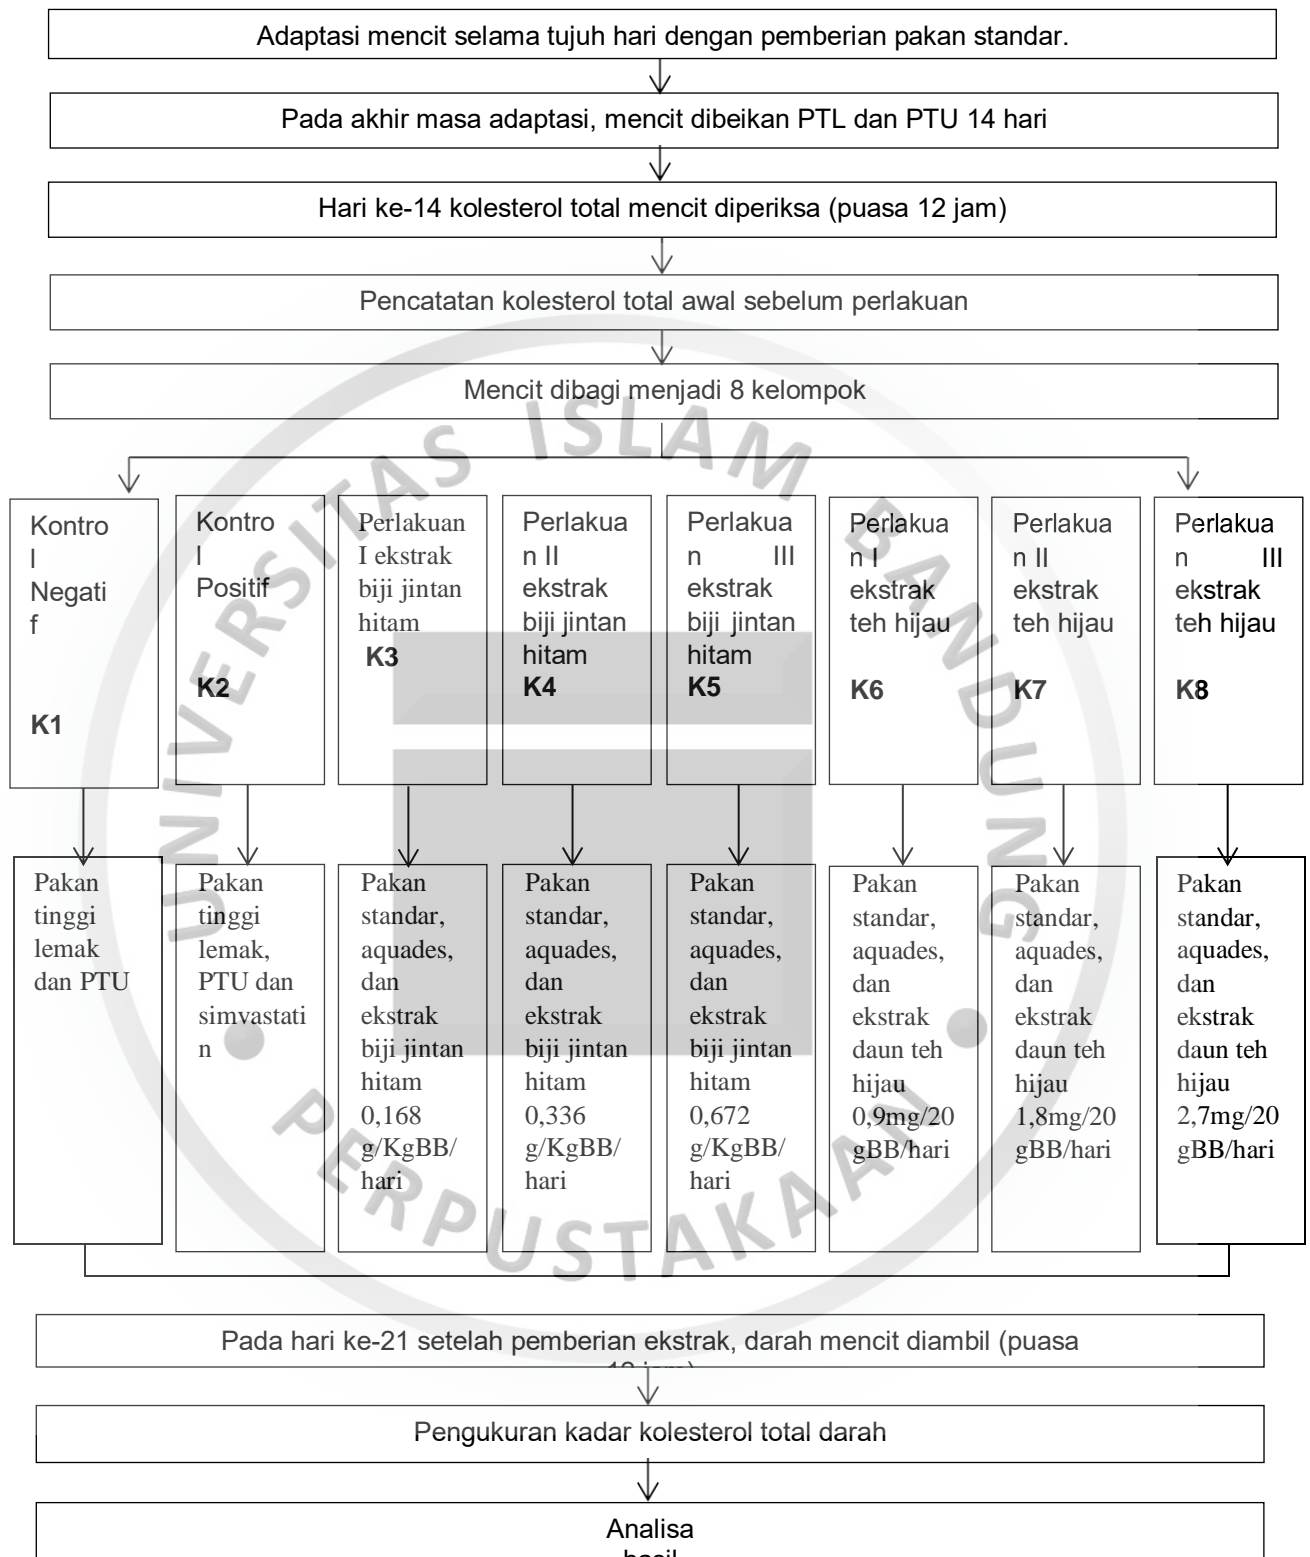 Adaptasi mencit selama tujuh hari dengan pemberian pakan standar.
Pada akhir masa adaptasi, mencit dibeikan PTL dan PTU 14 hari
Hari ke-14 kolesterol total mencit diperiksa (puasa 12 jam)
Pencatatan kolesterol total awal sebelum perlakuan
Mencit dibagi menjadi 8 kelompok
Kontro
l
Negati
f
K1
Kontro
l
Positif
K2
Perlakuan
I ekstrak
biji jintan
hitam
K3
Perlakua
n II
ekstrak
biji jintan
hitam
K4
Perlakua
n III
ekstrak
biji jintan
hitam
K5
Perlakua
n I
ekstrak
teh hijau
K6
Perlakua
n II
ekstrak
teh hijau
K7
Perlakua
n III
ekstrak
teh hijau
K8
Pakan
tinggi
lemak
dan PTU
Pakan
tinggi
lemak,
PTU dan
simvastati
n
Pakan
standar,
aquades,
dan
ekstrak
biji jintan
hitam
0,168
g/KgBB/
hari
Pakan
standar,
aquades,
dan
ekstrak
biji jintan
hitam
0,336
g/KgBB/
hari
Pakan
standar,
aquades,
dan
ekstrak
biji jintan
hitam
0,672
g/KgBB/
hari
Pakan
standar,
aquades,
dan
ekstrak
daun teh
hijau
0,9mg/20
gBB/hari
Pakan
standar,
aquades,
dan
ekstrak
daun teh
hijau
1,8mg/20
gBB/hari
Pakan
standar,
aquades,
dan
ekstrak
daun teh
hijau
2,7mg/20
gBB/hari
Pada hari ke-21 setelah pemberian ekstrak, darah mencit diambil (puasa
Pengukuran kadar kolesterol total darah
Analisa
hasil
UNIVERSITAS ISLAM BANDUNG
PERPUSTAKAAN